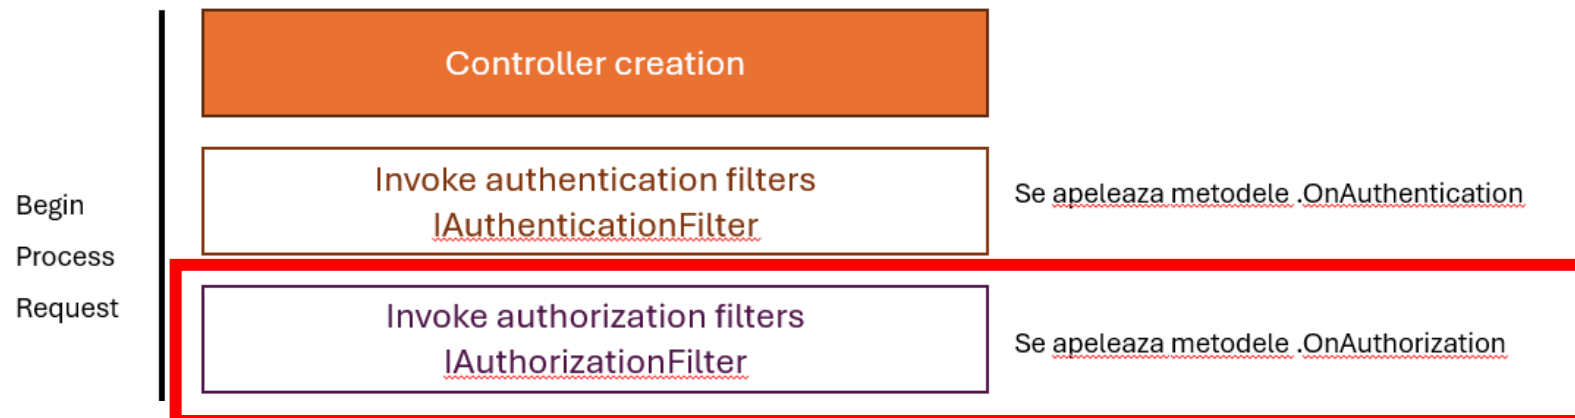 Controller creation
Invoke authentication filters
IAuthenticationFilter
Se apeleaza metodele .OnAuthentication
Begin
Process
Request
Invoke authorization filters
IAuthorizationFilter
Se apeleaza metodele .OnAuthorization